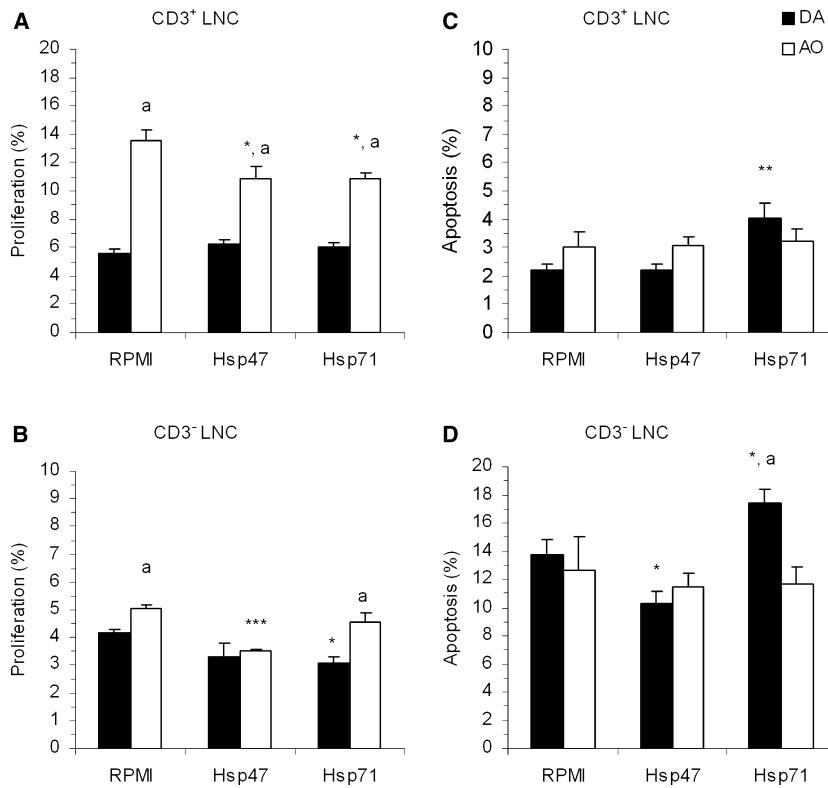 A
CD3⁺ LNC
Proliferation (%)
20
18
16
14
12
10
8
6
4
2
0
a
*, a
*, a
RPMI
Hsp47
Hsp71
C
CD3⁺ LNC
DA
AO
Apoptosis (%)
10
9
8
7
6
5
4
3
2
1
0
**
RPMI
Hsp47
Hsp71
B
CD3⁻ LNC
Proliferation (%)
10
9
8
7
6
5
4
3
2
1
0
a
***
*
a
RPMI
Hsp47
Hsp71
D
CD3⁻ LNC
Apoptosis (%)
20
18
16
14
12
10
8
6
4
2
0
*
*, a
RPMI
Hsp47
Hsp71